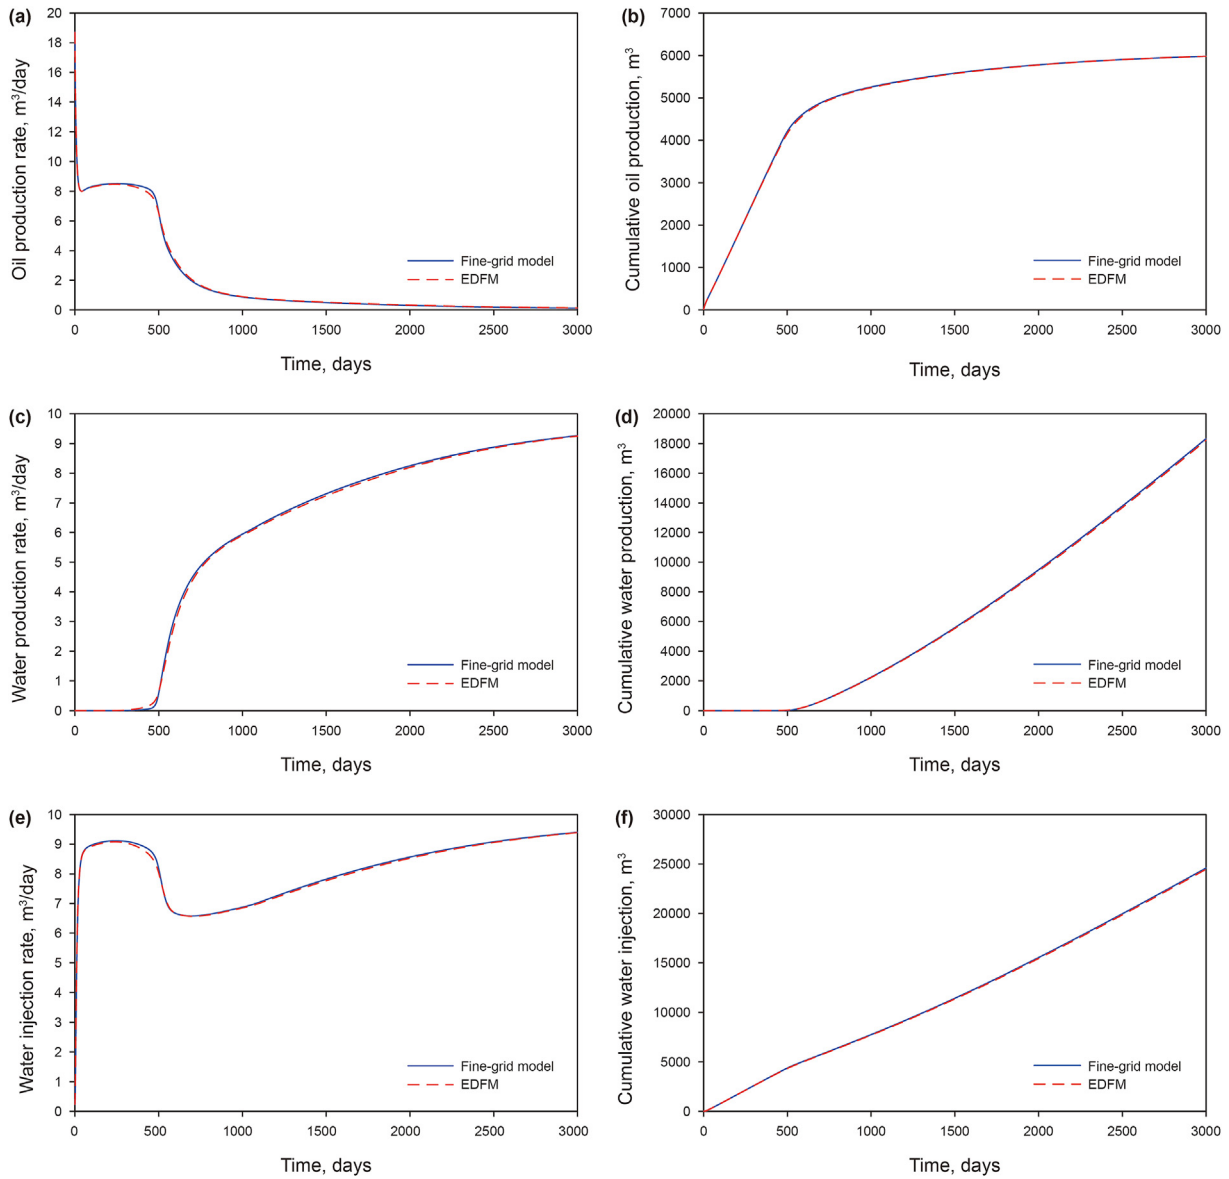 (a)
Oil production rate, m³/day
20
18
16
14
12
10
8
6
4
2
0
0 500 1000 1500 2000 2500 3000
Time, days
Fine-grid model
EDFM
(b)
Cumulative oil production, m³
7000
6000
5000
4000
3000
2000
1000
0
0 500 1000 1500 2000 2500 3000
Time, days
Fine-grid model
EDFM
(c)
Water production rate, m³/day
10
9
8
7
6
5
4
3
2
1
0
0 500 1000 1500 2000 2500 3000
Time, days
Fine-grid model
EDFM
(d)
Cumulative water production, m³
20000
18000
16000
14000
12000
10000
8000
6000
4000
2000
0
0 500 1000 1500 2000 2500 3000
Time, days
Fine-grid model
EDFM
(e)
Water injection rate, m³/day
10
9
8
7
6
5
4
3
2
1
0
0 500 1000 1500 2000 2500 3000
Time, days
Fine-grid model
EDFM
(f)
Cumulative water injection, m³
30000
25000
20000
15000
10000
5000
0
0 500 1000 1500 2000 2500 3000
Time, days
Fine-grid model
EDFM